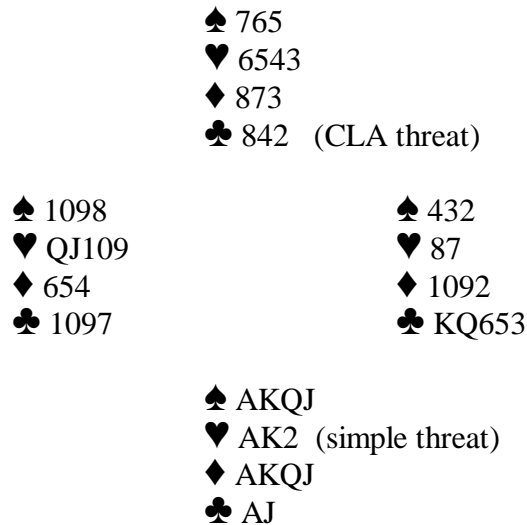 ♠ 765
♥ 6543
♦ 873
♣ 842 (CLA threat)
♠ 1098 ♠ 432
♥ QJ109 ♥ 87
♦ 654 ♦ 1092
♣ 1097 ♣ KQ653
♠ AKQJ
♥ AK2 (simple threat)
♦ AKQJ
♣ AJ